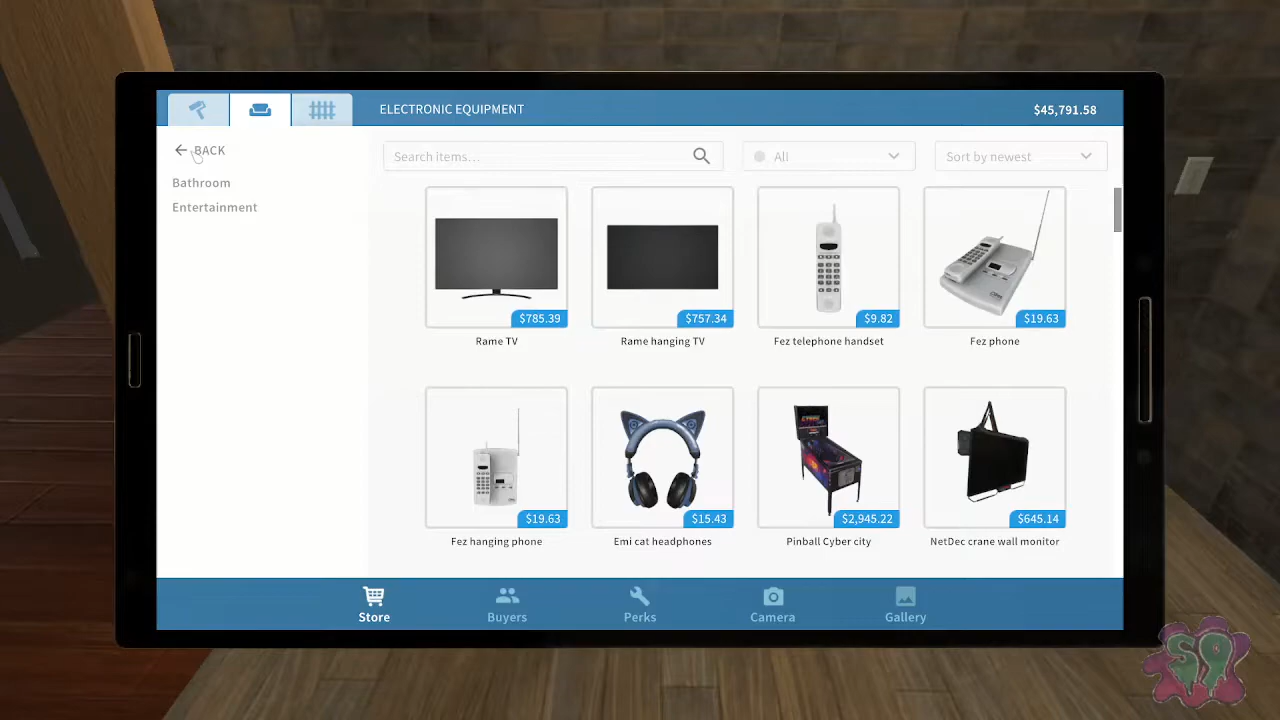 ELECTRONIC EQUIPMENT
$45,791.58
BACK
Bathroom
Entertainment
Search items...
All
Sort by newest
$785.39
$757.34
$9.82
$19.63
Rame TV
Rame hanging TV
Fez telephone handset
Fez phone
$19.63
$15.43
$2,945.22
$645.14
Fez hanging phone
Emi cat headphones
Pinball Cyber city
NetDec crane wall monitor
Store
Buyers
Perks
Camera
Gallery
S9